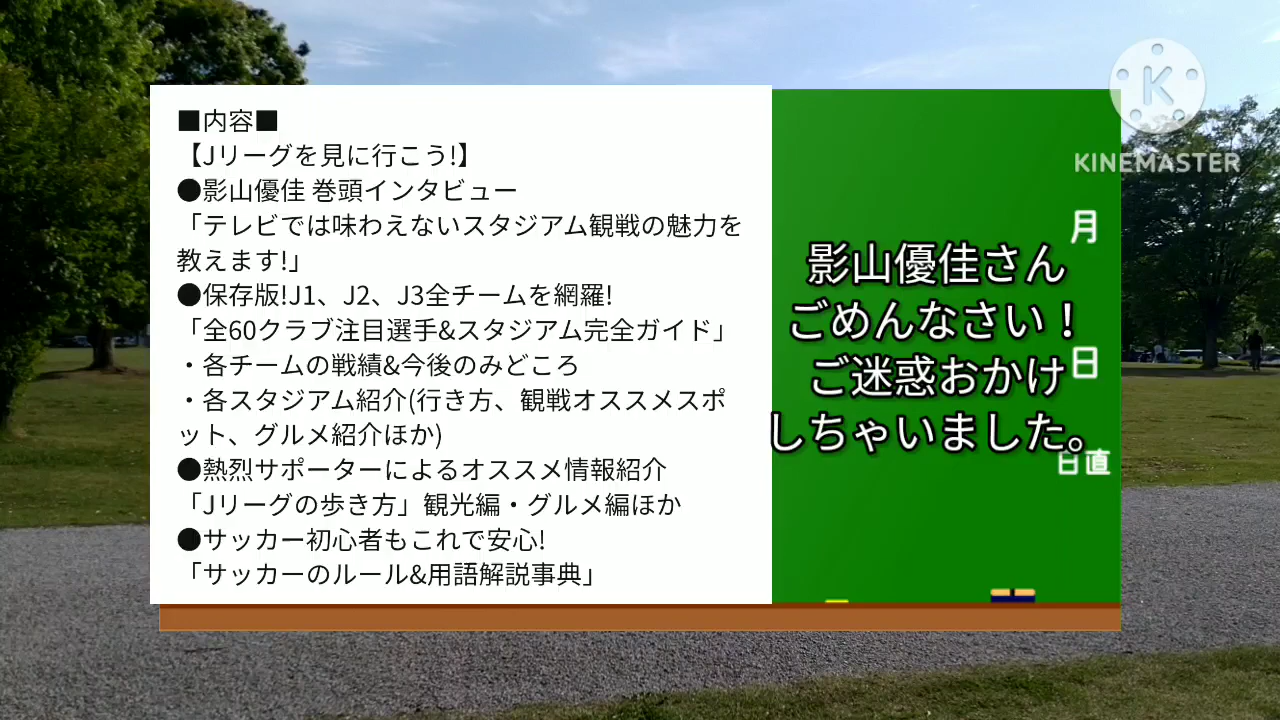 ■内容■
【Jリーグを見に行こう!】
●影山優佳 巻頭インタビュー
「テレビでは味わえないスタジアム観戦の魅力を
教えます!」
●保存版!J1、J2、J3全チームを網羅!
「全60クラブ注目選手&スタジアム完全ガイド」
・各チームの戦績&今後のみどころ
・各スタジアム紹介(行き方、観戦オススメスポ
ット、グルメ紹介ほか)
●熱烈サポーターによるオススメ情報紹介
「Jリーグの歩き方」観光編・グルメ編ほか
●サッカー初心者もこれで安心!
「サッカーのルール&用語解説事典」
影山優佳さん
ごめんなさい！
ご迷惑おかけ
しちゃいました。
月
日
日直
K
KINEMASTER